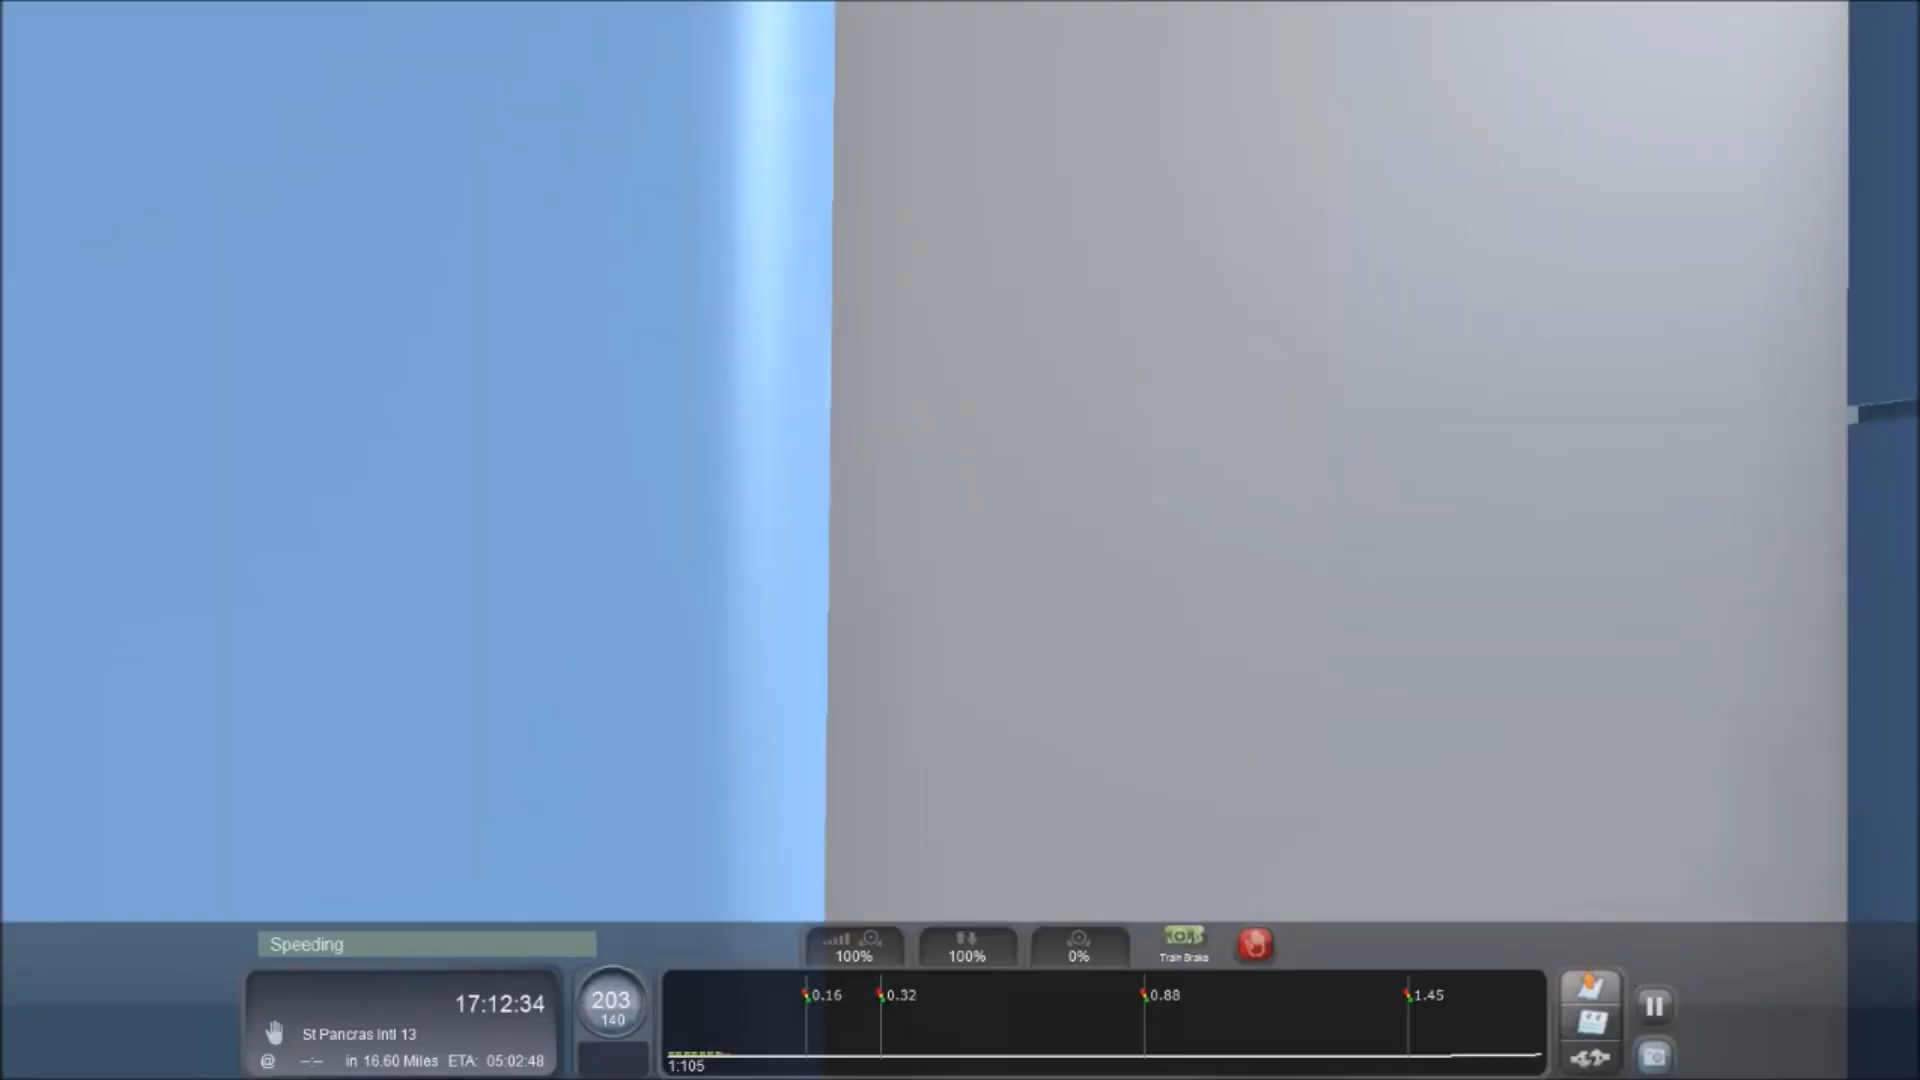 Speeding
100%
100%
0%
Train Brake
17:12:34
St Pancras Intl 13
@ --:-- in 16.60 Miles ETA: 05:02:48
203
140
0.16
0.32
0.88
1.45
1:105